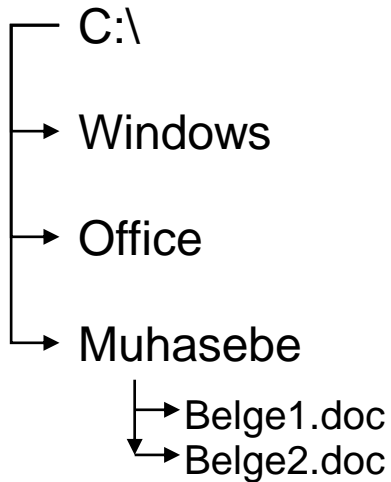 C:\
Windows
Office
Muhasebe
Belge1.doc
Belge2.doc